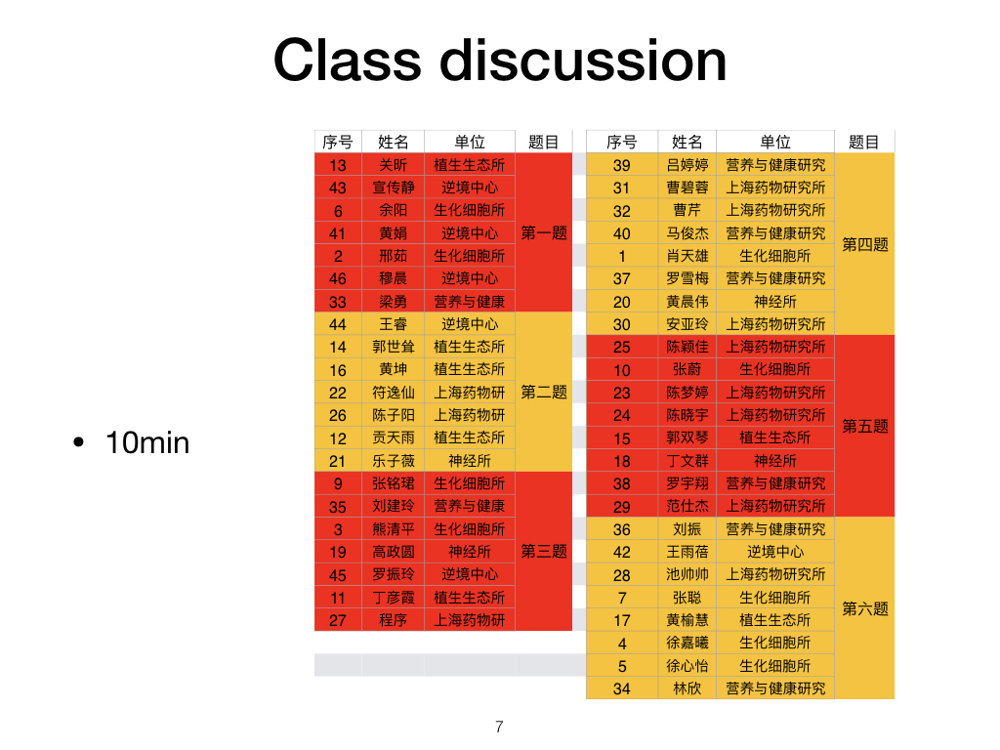 Class discussion
• 10min
序号 姓名 单位 题目
13 关昕 植生生态所 第一题
43 宣传静 逆境中心
6 余阳 生化细胞所
41 黄娟 逆境中心
2 邢茹 生化细胞所
46 穆晨 逆境中心
33 梁勇 营养与健康
44 王睿 逆境中心 第二题
14 郭世耸 植生生态所
16 黄坤 植生生态所
22 符逸仙 上海药物研
26 陈子阳 上海药物研
12 贡天雨 植生生态所
21 乐子薇 神经所
9 张铭珺 生化细胞所 第三题
35 刘建玲 营养与健康
3 熊清平 生化细胞所
19 高政圆 神经所
45 罗振玲 逆境中心
11 丁彦霞 植生生态所
27 程序 上海药物研
序号 姓名 单位 题目
39 吕婷婷 营养与健康研究 第四题
31 曹碧蓉 上海药物研究所
32 曹芹 上海药物研究所
40 马俊杰 营养与健康研究
1 肖天雄 生化细胞所
37 罗雪梅 营养与健康研究
20 黄晨伟 神经所
30 安亚玲 上海药物研究所
25 陈颖佳 上海药物研究所 第五题
10 张蔚 生化细胞所
23 陈梦婷 上海药物研究所
24 陈晓宇 上海药物研究所
15 郭双琴 植生生态所
18 丁文群 神经所
38 罗宇翔 营养与健康研究
29 范仕杰 上海药物研究所
36 刘振 营养与健康研究 第六题
42 王雨蓓 逆境中心
28 池帅帅 上海药物研究所
7 张聪 生化细胞所
17 黄榆慧 植生生态所
4 徐嘉曦 生化细胞所
5 徐心怡 生化细胞所
34 林欣 营养与健康研究
7